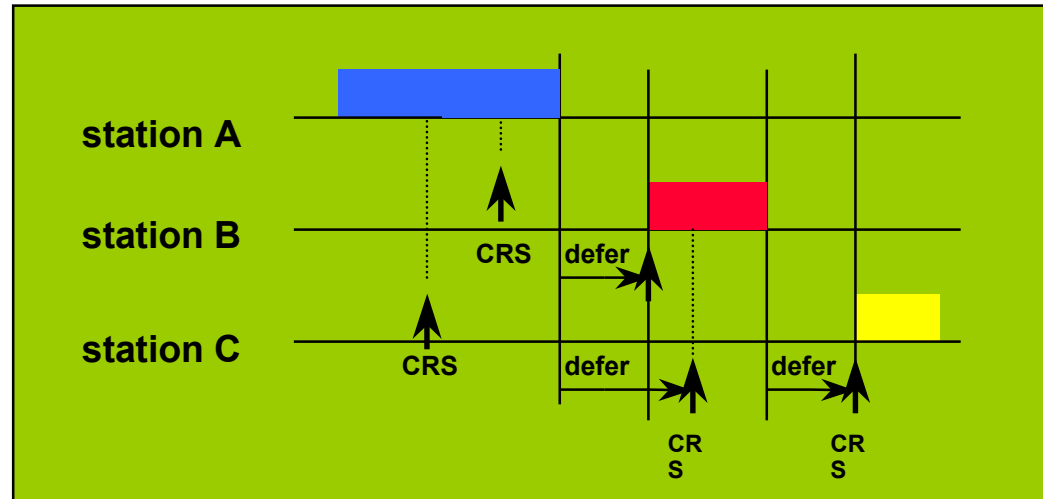 station A
station B
CRS
defer
station C
CRS
defer
defer
CR
S
CR
S